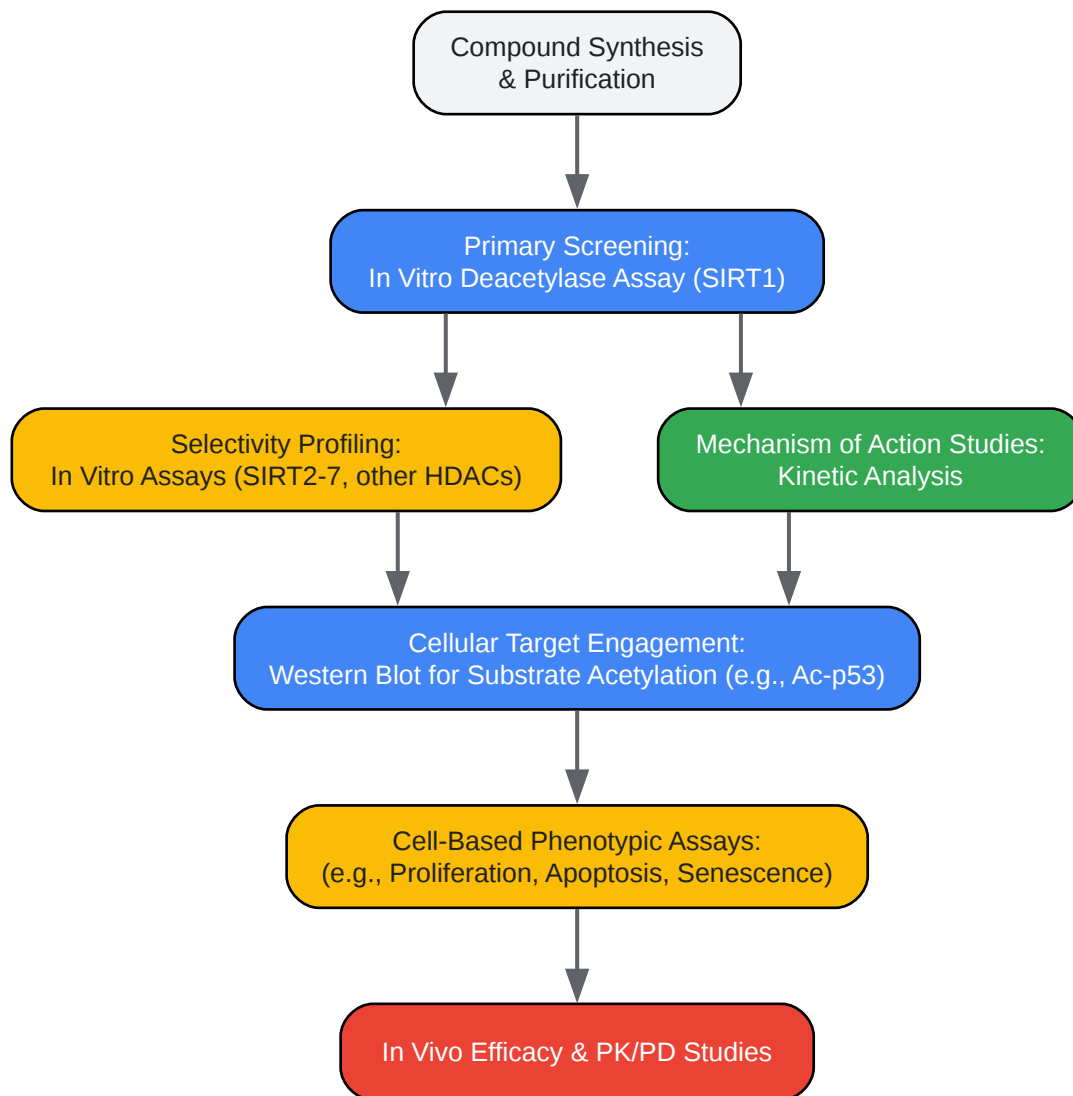 Compound Synthesis
& Purification
Primary Screening:
In Vitro Deacetylase Assay (SIRT1)
Selectivity Profiling:
In Vitro Assays (SIRT2-7, other HDACs)
Mechanism of Action Studies:
Kinetic Analysis
Cellular Target Engagement:
Western Blot for Substrate Acetylation (e.g., Ac-p53)
Cell-Based Phenotypic Assays:
(e.g., Proliferation, Apoptosis, Senescence)
In Vivo Efficacy & PK/PD Studies